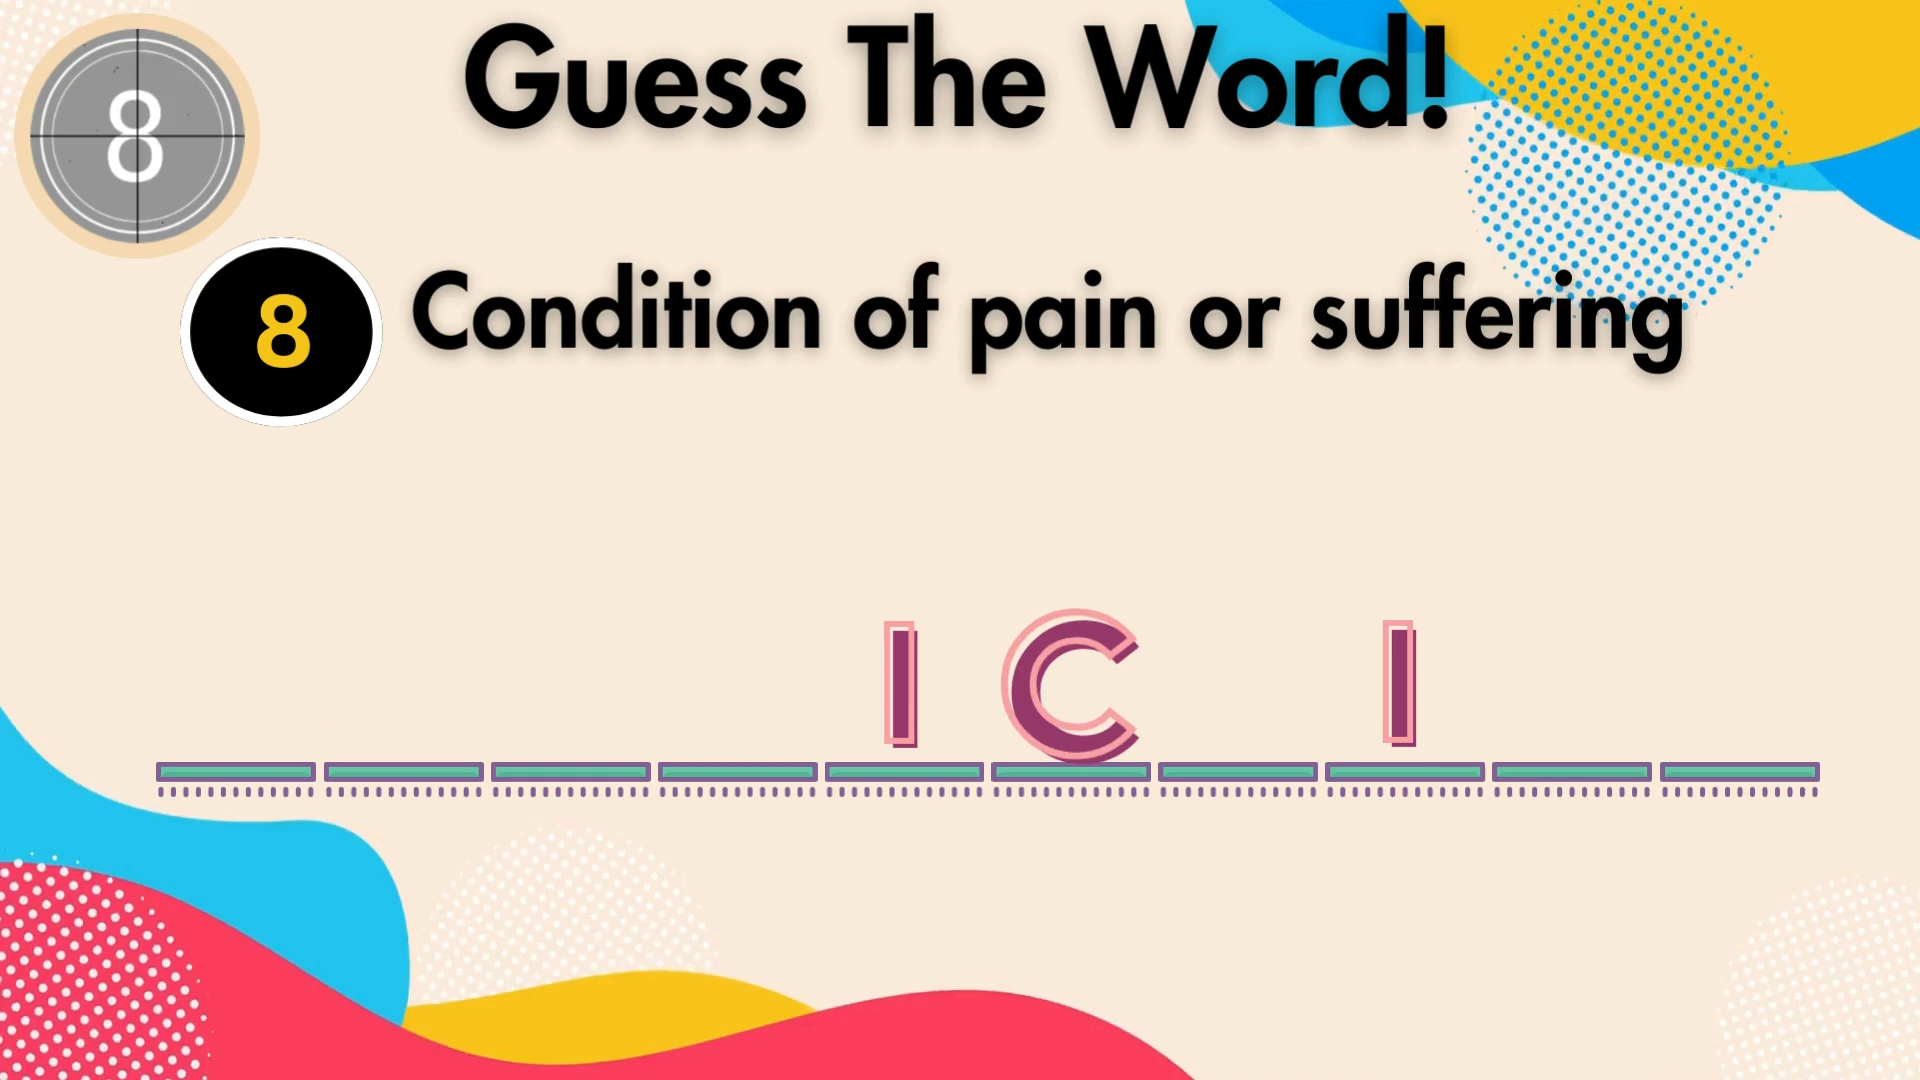 8
Guess The Word!
8
Condition of pain or suffering
I C I